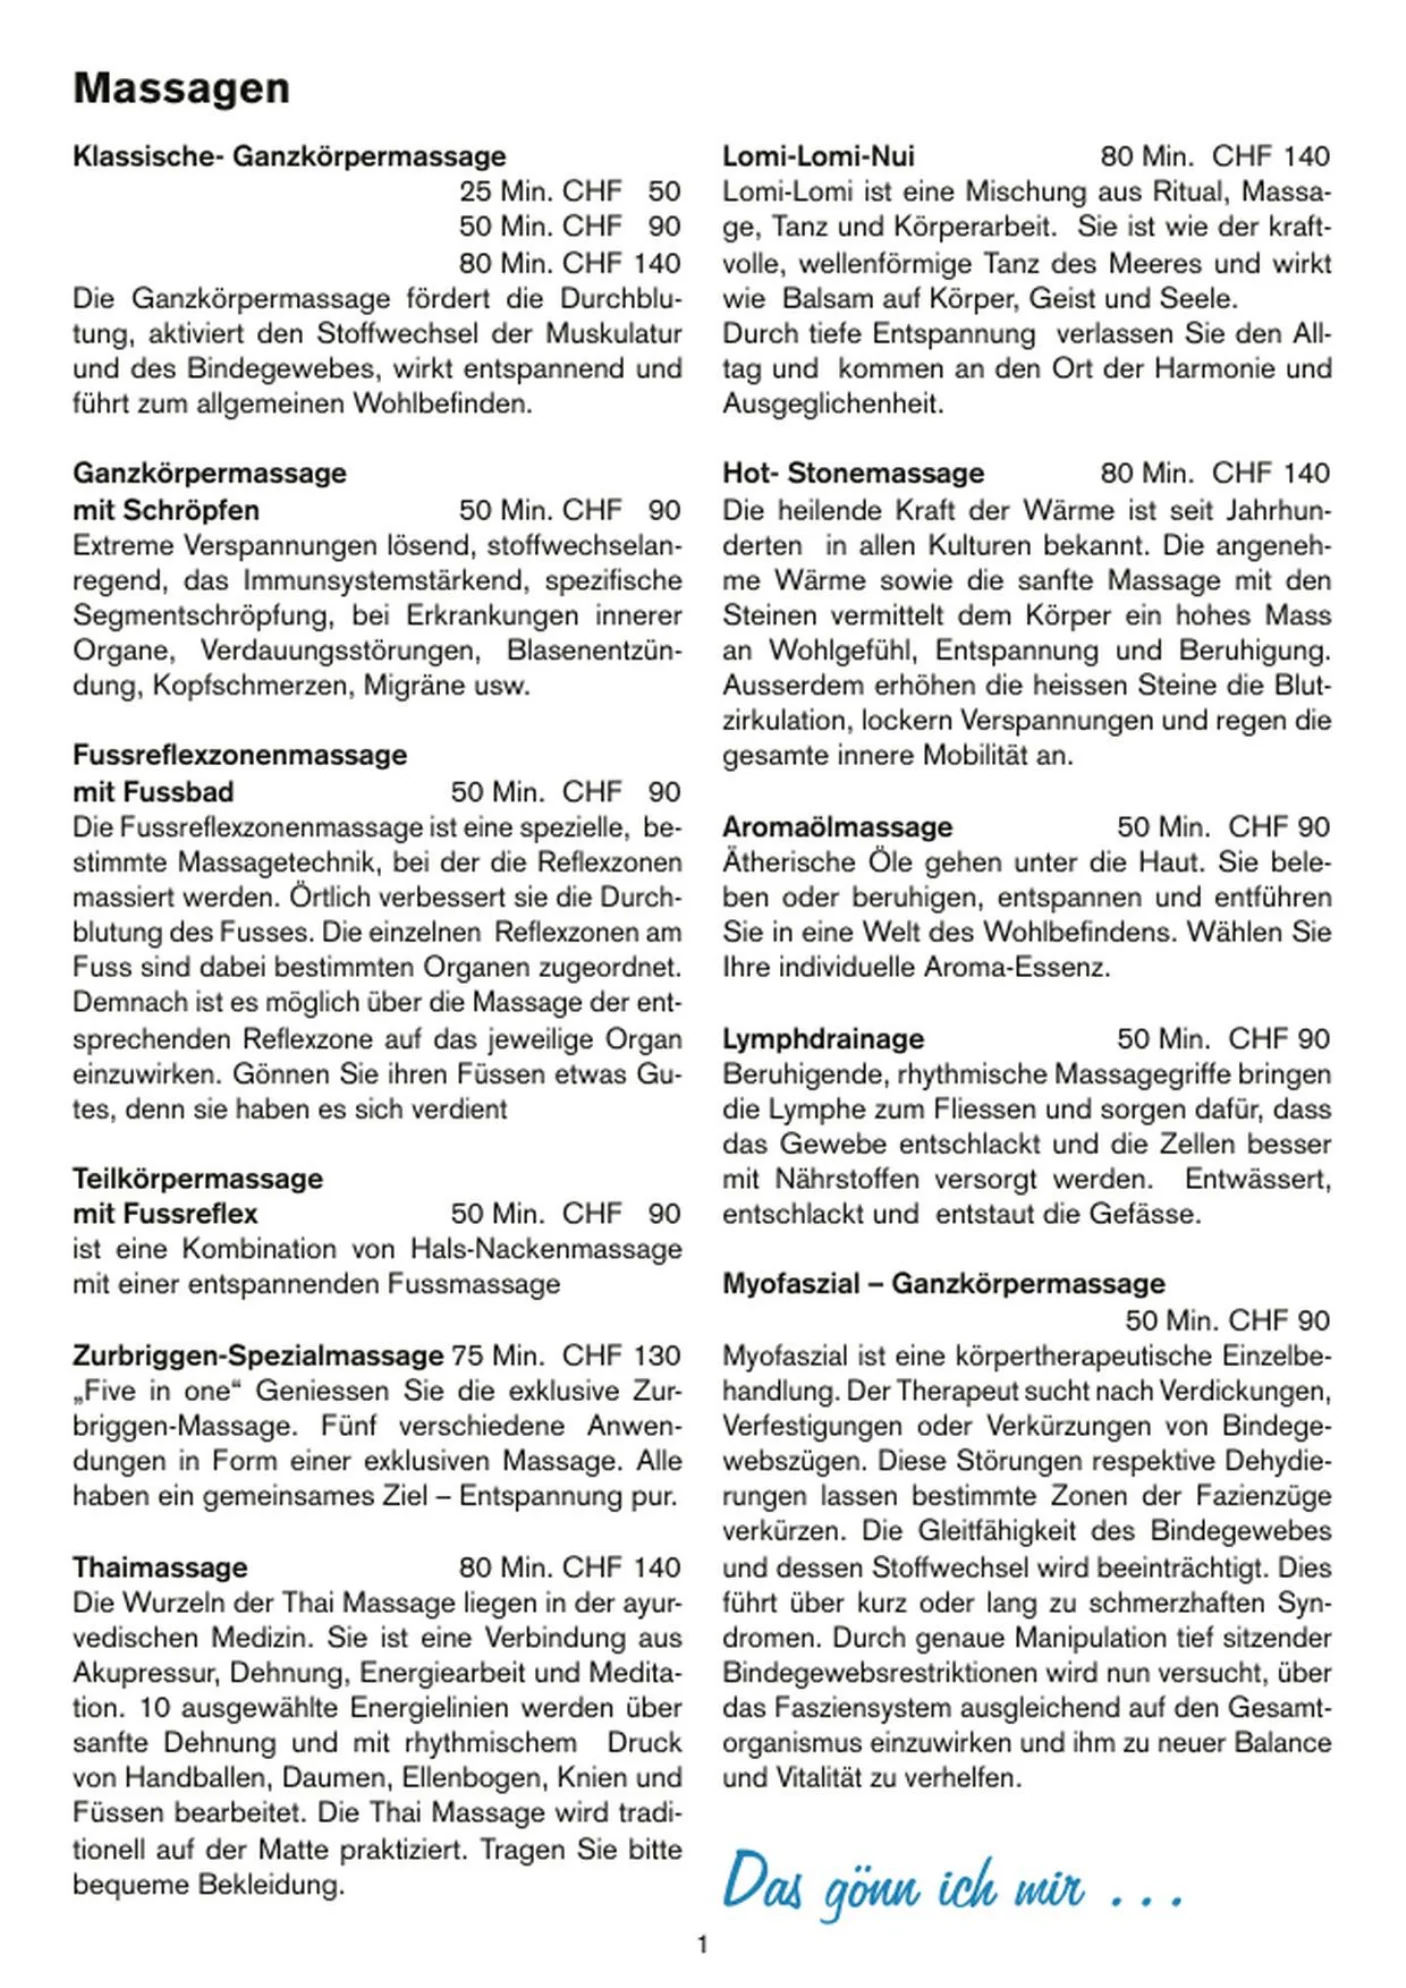 Massagen
Klassische- Ganzkörpermassage
25 Min. CHF 50
50 Min. CHF 90
80 Min. CHF 140
Die Ganzkörpermassage fördert die Durchblu-
tung, aktiviert den Stoffwechsel der Muskulatur
und des Bindegewebes, wirkt entspannend und
führt zum allgemeinen Wohlbefinden.
Ganzkörpermassage
mit Schröpfen 50 Min. CHF 90
Extreme Verspannungen lösend, stoffwechselan-
regend, das Immunsystemstärkend, spezifische
Segmentschröpfung, bei Erkrankungen innerer
Organe, Verdauungsstörungen, Blasenentzün-
dung, Kopfschmerzen, Migräne usw.
Fussreflexzonenmassage
mit Fussbad 50 Min. CHF 90
Die Fussreflexzonenmassage ist eine spezielle, be-
stimmte Massagetechnik, bei der die Reflexzonen
massiert werden. Örtlich verbessert sie die Durch-
blutung des Fusses. Die einzelnen Reflexzonen am
Fuss sind dabei bestimmten Organen zugeordnet.
Demnach ist es möglich über die Massage der ent-
sprechenden Reflexzone auf das jeweilige Organ
einzuwirken. Gönnen Sie ihren Füssen etwas Gu-
tes, denn sie haben es sich verdient
Teilkörpermassage
mit Fussreflex 50 Min. CHF 90
ist eine Kombination von Hals-Nackenmassage
mit einer entspannenden Fussmassage
Zurbriggen-Spezialmassage 75 Min. CHF 130
„Five in one“ Geniessen Sie die exklusive Zur-
briggen-Massage. Fünf verschiedene Anwen-
dungen in Form einer exklusiven Massage. Alle
haben ein gemeinsames Ziel – Entspannung pur.
Thaimassage 80 Min. CHF 140
Die Wurzeln der Thai Massage liegen in der ayur-
vedischen Medizin. Sie ist eine Verbindung aus
Akupressur, Dehnung, Energiearbeit und Medita-
tion. 10 ausgewählte Energielinien werden über
sanfte Dehnung und mit rhythmischem Druck
von Handballen, Daumen, Ellenbogen, Knien und
Füssen bearbeitet. Die Thai Massage wird tradi-
tionell auf der Matte praktiziert. Tragen Sie bitte
bequeme Bekleidung.
Lomi-Lomi-Nui 80 Min. CHF 140
Lomi-Lomi ist eine Mischung aus Ritual, Massa-
ge, Tanz und Körperarbeit. Sie ist wie der kraft-
volle, wellenförmige Tanz des Meeres und wirkt
wie Balsam auf Körper, Geist und Seele.
Durch tiefe Entspannung verlassen Sie den All-
tag und kommen an den Ort der Harmonie und
Ausgeglichenheit.
Hot- Stonemassage 80 Min. CHF 140
Die heilende Kraft der Wärme ist seit Jahrhun-
derten in allen Kulturen bekannt. Die angeneh-
me Wärme sowie die sanfte Massage mit den
Steinen vermittelt dem Körper ein hohes Mass
an Wohlgefühl, Entspannung und Beruhigung.
Ausserdem erhöhen die heissen Steine die Blut-
zirkulation, lockern Verspannungen und regen die
gesamte innere Mobilität an.
Aromaölmassage 50 Min. CHF 90
Ätherische Öle gehen unter die Haut. Sie bele-
ben oder beruhigen, entspannen und entführen
Sie in eine Welt des Wohlbefindens. Wählen Sie
Ihre individuelle Aroma-Essenz.
Lymphdrainage 50 Min. CHF 90
Beruhigende, rhythmische Massagegriffe bringen
die Lymphe zum Fliessen und sorgen dafür, dass
das Gewebe entschlackt und die Zellen besser
mit Nährstoffen versorgt werden. Entwässert,
entschlackt und entstaut die Gefässe.
Myofaszial – Ganzkörpermassage
50 Min. CHF 90
Myofaszial ist eine körpertherapeutische Einzelbe-
handlung. Der Therapeut sucht nach Verdickungen,
Verfestigungen oder Verkürzungen von Bindege-
webszügen. Diese Störungen respektive Dehydie-
rungen lassen bestimmte Zonen der Fazienzüge
verkürzen. Die Gleitfähigkeit des Bindegewebes
und dessen Stoffwechsel wird beeinträchtigt. Dies
führt über kurz oder lang zu schmerzhaften Syn-
dromen. Durch genaue Manipulation tief sitzender
Bindegewebsrestriktionen wird nun versucht, über
das Fasziensystem ausgleichend auf den Gesamt-
organismus einzuwirken und ihm zu neuer Balance
und Vitalität zu verhelfen.
Das gönn ich mir . . .
1